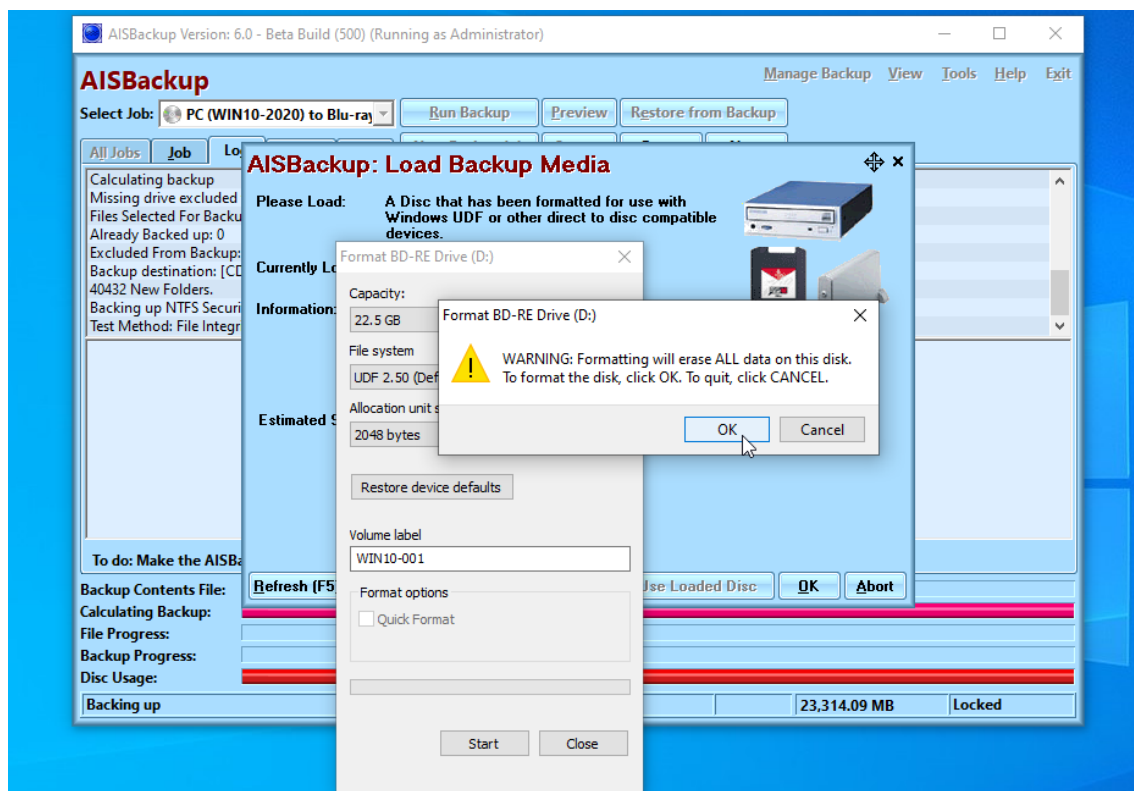 AISBackup Version: 6.0 - Beta Build (500) (Running as Administrator)
AISBackup
Manage Backup View Tools Help Exit
Select Job: PC (WIN10-2020) to Blu-ray
Run Backup Preview Restore from Backup
All Jobs Job
AISBackup: Load Backup Media
Calculating backup
Missing drive excluded
Files Selected For Backu
Already Backed up: 0
Excluded From Backup:
Backup destination: [CD
40432 New Folders.
Backing up NTFS Securi
Test Method: File Integr
Please Load: A Disc that has been formatted for use with
Windows UDF or other direct to disc compatible
devices.
Currently Lo
Information:
Estimated S
Format BD-RE Drive (D:)
Capacity:
22.5 GB
File system
UDF 2.50 (Def
Allocation unit s
2048 bytes
Restore device defaults
Volume label
WIN10-001
Format options
Quick Format
Start Close
Format BD-RE Drive (D:)
WARNING: Formatting will erase ALL data on this disk.
To format the disk, click OK. To quit, click CANCEL.
OK Cancel
Refresh (F5 Use Loaded Disc OK Abort
To do: Make the AISBa
Backup Contents File:
Calculating Backup:
File Progress:
Backup Progress:
Disc Usage:
Backing up 23,314.09 MB Locked